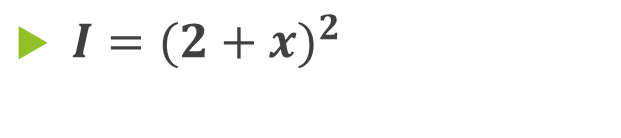 I = (2 + x)²